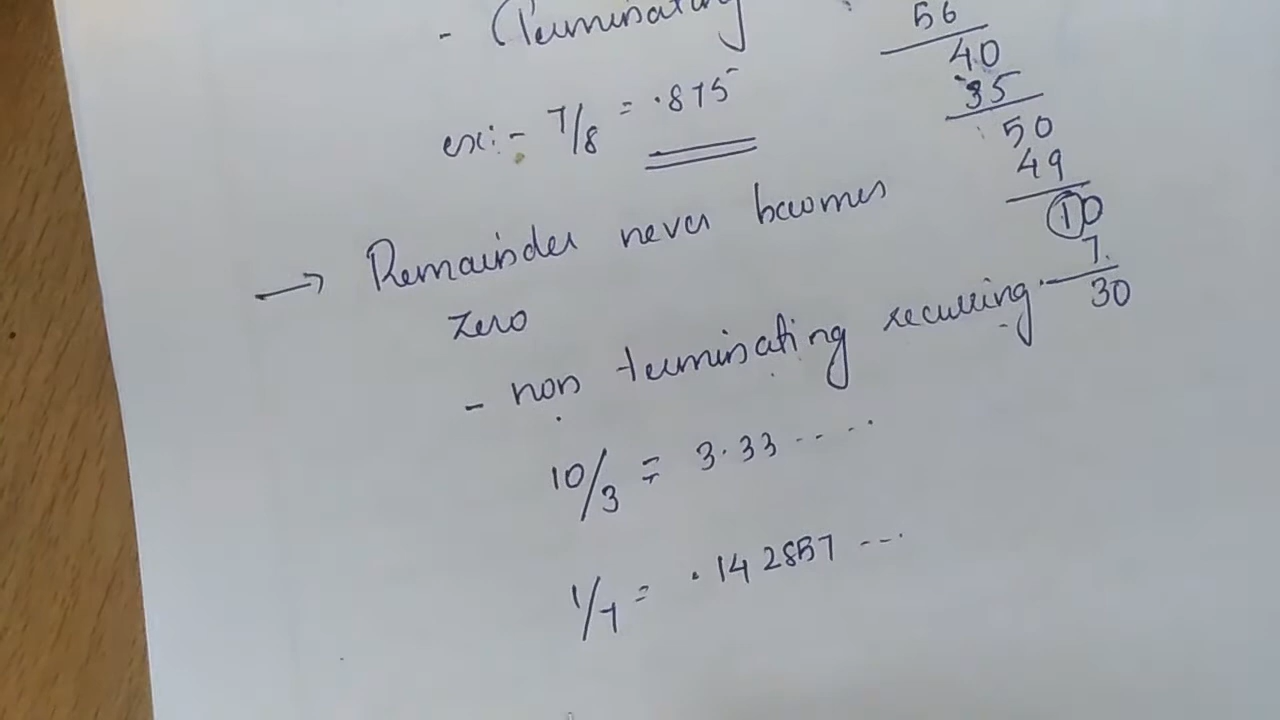 - (Terminating
ex:- 7/8 = .875
→ Remainder never becomes
zero
- non terminating recurring.
10/3 = 3.33 .....
1/7 = .142857 ---.
56
40
35
50
49
10
7
30